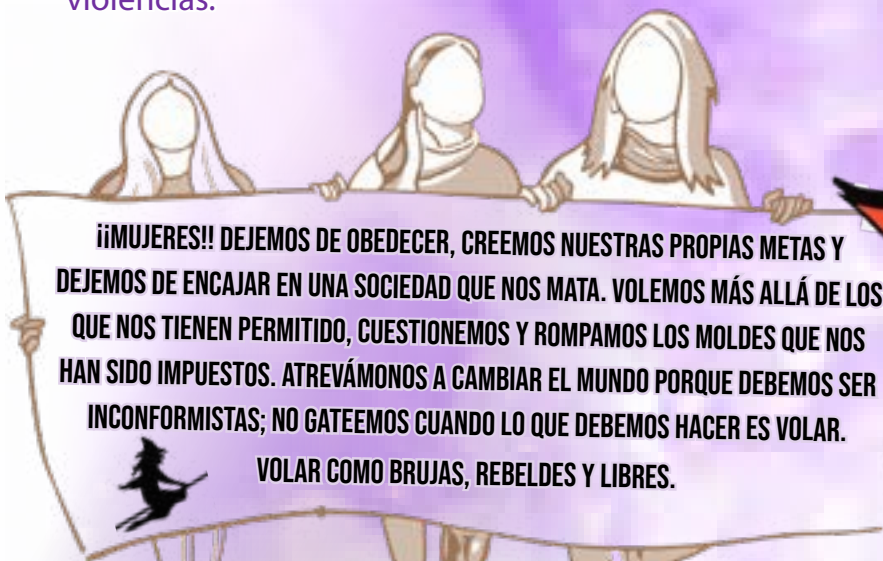 violencias.
¡¡MUJERES!! DEJEMOS DE OBEDECER, CREEMOS NUESTRAS PROPIAS METAS Y
DEJEMOS DE ENCAJAR EN UNA SOCIEDAD QUE NOS MATA. VOLEMOS MÁS ALLÁ DE LOS
QUE NOS TIENEN PERMITIDO, CUESTIONEMOS Y ROMPAMOS LOS MOLDES QUE NOS
HAN SIDO IMPUESTOS. ATREVÁMONOS A CAMBIAR EL MUNDO PORQUE DEBEMOS SER
INCONFORMISTAS; NO GATEEMOS CUANDO LO QUE DEBEMOS HACER ES VOLAR.
VOLAR COMO BRUJAS, REBELDES Y LIBRES.